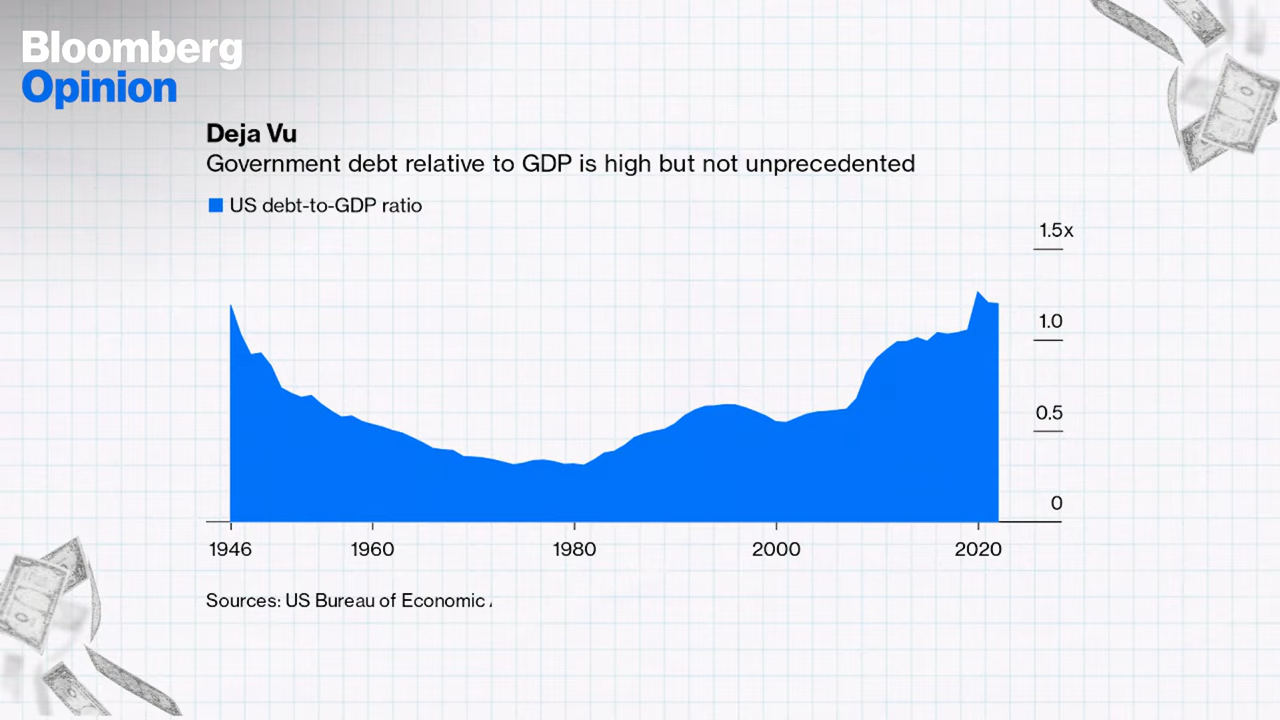 Bloomberg
Opinion
Deja Vu
Government debt relative to GDP is high but not unprecedented
US debt-to-GDP ratio
1.5x
1.0
0.5
0
1946 1960 1980 2000 2020
Sources: US Bureau of Economic